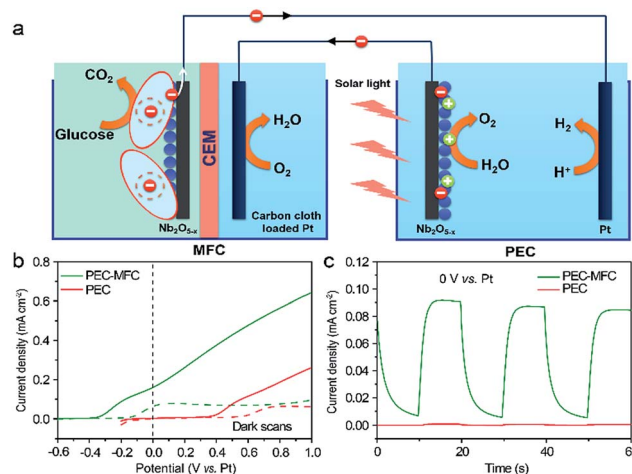 a
CO2
Glucose
Nb2O5-x
CEM
H2O
O2
Carbon cloth
loaded Pt
MFC
Solar light
O2
H2O
Nb2O5-x
H2
H+
Pt
PEC
b
PEC-MFC
PEC
Current density (mA cm-2)
0.8
0.6
0.4
0.2
0.0
Dark scans
-0.6 -0.4 -0.2 0.0 0.2 0.4 0.6 0.8 1.0
Potential (V vs. Pt)
c
0 V vs. Pt
PEC-MFC
PEC
Current density (mA cm-2)
0.12
0.10
0.08
0.06
0.04
0.02
0.00
0 20 40 6
Time (s)